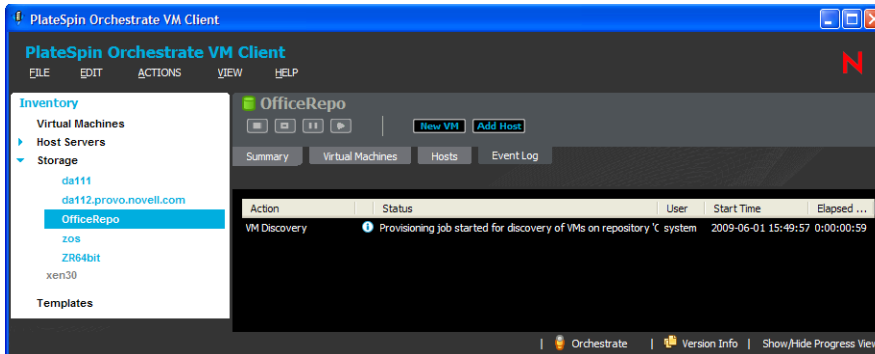 PlateSpin Orchestrate VM Client
PlateSpin Orchestrate VM Client
FILE EDIT ACTIONS VIEW HELP
N
Inventory
Virtual Machines
Host Servers
Storage
da111
da112.provo.novell.com
OfficeRepo
zos
ZR64bit
xen30
Templates
OfficeRepo
New VM Add Host
Summary Virtual Machines Hosts Event Log
Action Status User Start Time Elapsed ...
VM Discovery Provisioning job started for discovery of VMs on repository 'C system 2009-06-01 15:49:57 0:00:00:59
| Orchestrate | Version Info | Show/Hide Progress View